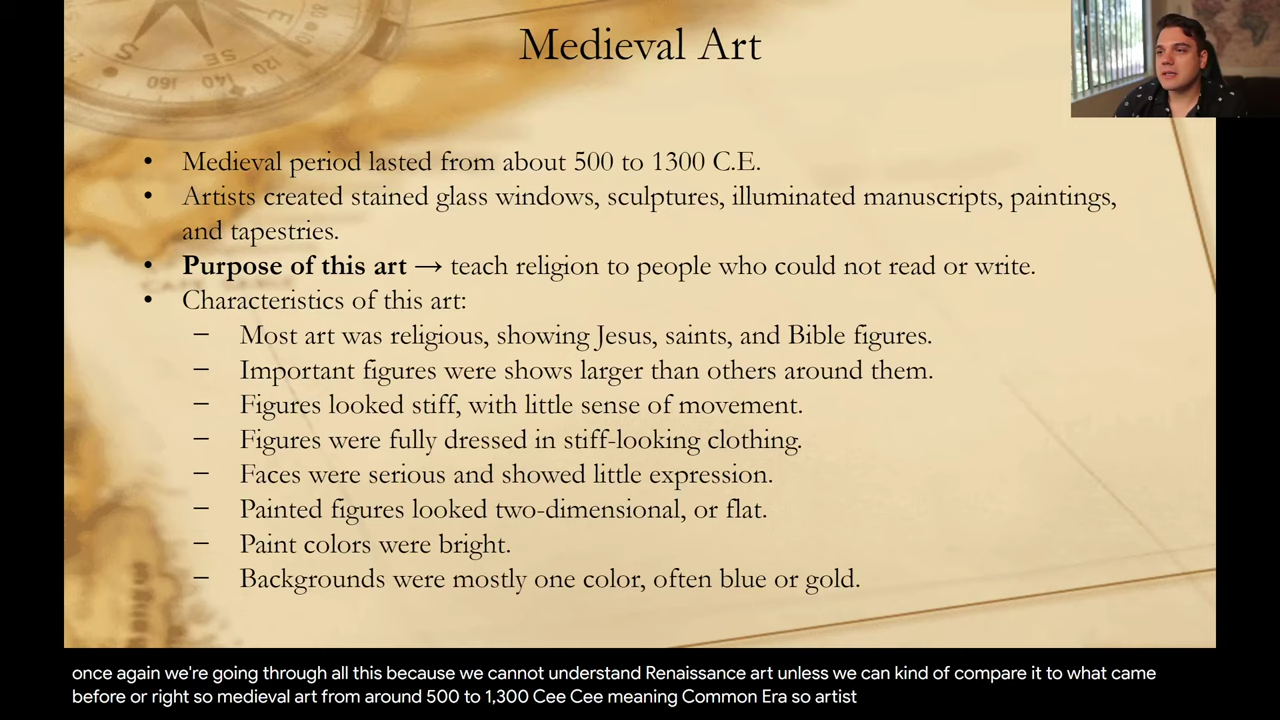 S
SE
160
140
120
80
Medieval Art
• Medieval period lasted from about 500 to 1300 C.E.
• Artists created stained glass windows, sculptures, illuminated manuscripts, paintings,
and tapestries.
• Purpose of this art → teach religion to people who could not read or write.
• Characteristics of this art:
– Most art was religious, showing Jesus, saints, and Bible figures.
– Important figures were shows larger than others around them.
– Figures looked stiff, with little sense of movement.
– Figures were fully dressed in stiff-looking clothing.
– Faces were serious and showed little expression.
– Painted figures looked two-dimensional, or flat.
– Paint colors were bright.
– Backgrounds were mostly one color, often blue or gold.
once again we're going through all this because we cannot understand Renaissance art unless we can kind of compare it to what came
before or right so medieval art from around 500 to 1,300 Cee Cee meaning Common Era so artist